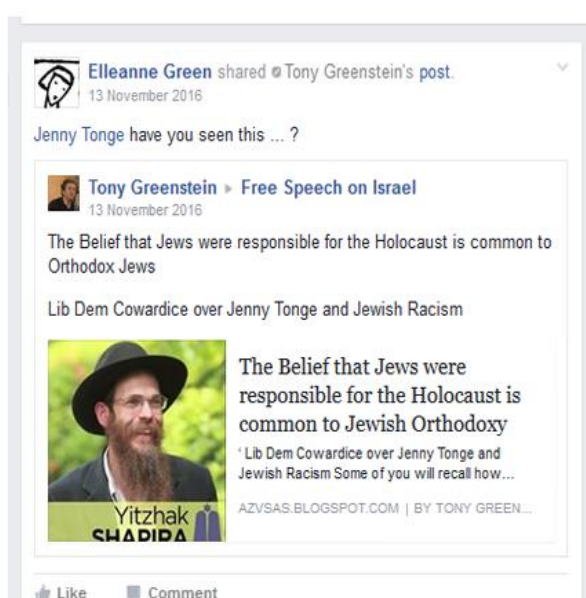 Elleanne Green shared Tony Greenstein's post.
13 November 2016
Jenny Tonge have you seen this ... ?
Tony Greenstein ▸ Free Speech on Israel
13 November 2016
The Belief that Jews were responsible for the Holocaust is common to
Orthodox Jews
Lib Dem Cowardice over Jenny Tonge and Jewish Racism
The Belief that Jews were
responsible for the Holocaust is
common to Jewish Orthodoxy
' Lib Dem Cowardice over Jenny Tonge and
Jewish Racism Some of you will recall how...
AZVSAS.BLOGSPOT.COM | BY TONY GREEN...
Yitzhak
SHAPIRA
Like Comment